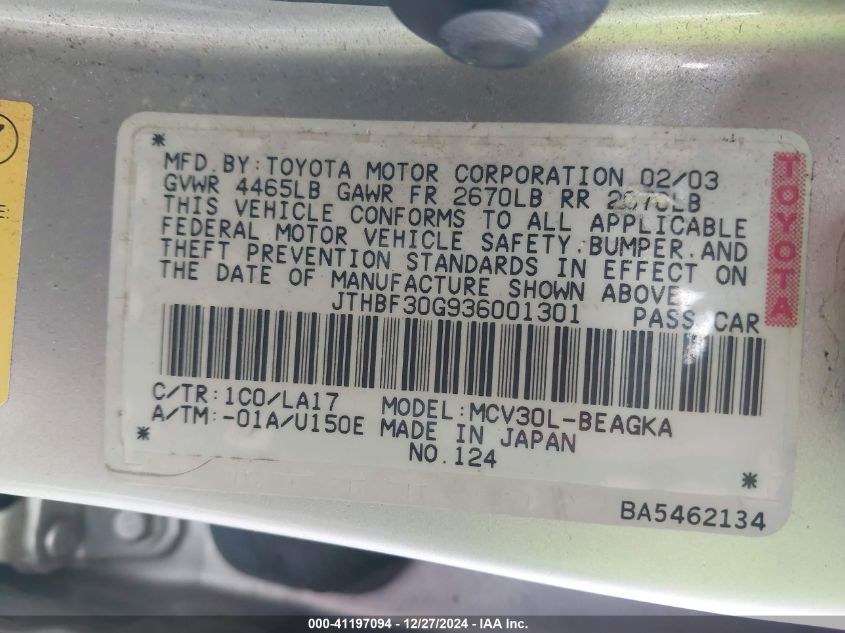 MFD. BY: TOYOTA MOTOR CORPORATION 02/03
GVWR 4465LB GAWR FR 2670LB RR LB
THIS VEHICLE CONFORMS TO ALL APPLICABLE
FEDERAL MOTOR VEHICLE SAFETY, BUMPER, AND
THEFT PREVENTION STANDARDS IN EFFECT ON
THE DATE OF MANUFACTURE SHOWN ABOVE.
JTHBF30G936001301 PASS CAR
C/TR: 1C0/LA17 MODEL: MCV30L-BEAGKA
A/TM: -01A/U150E MADE IN JAPAN
NO. 124
BA5462134
TOYOTA
000-41197094 - 12/27/2024 - IAA Inc.